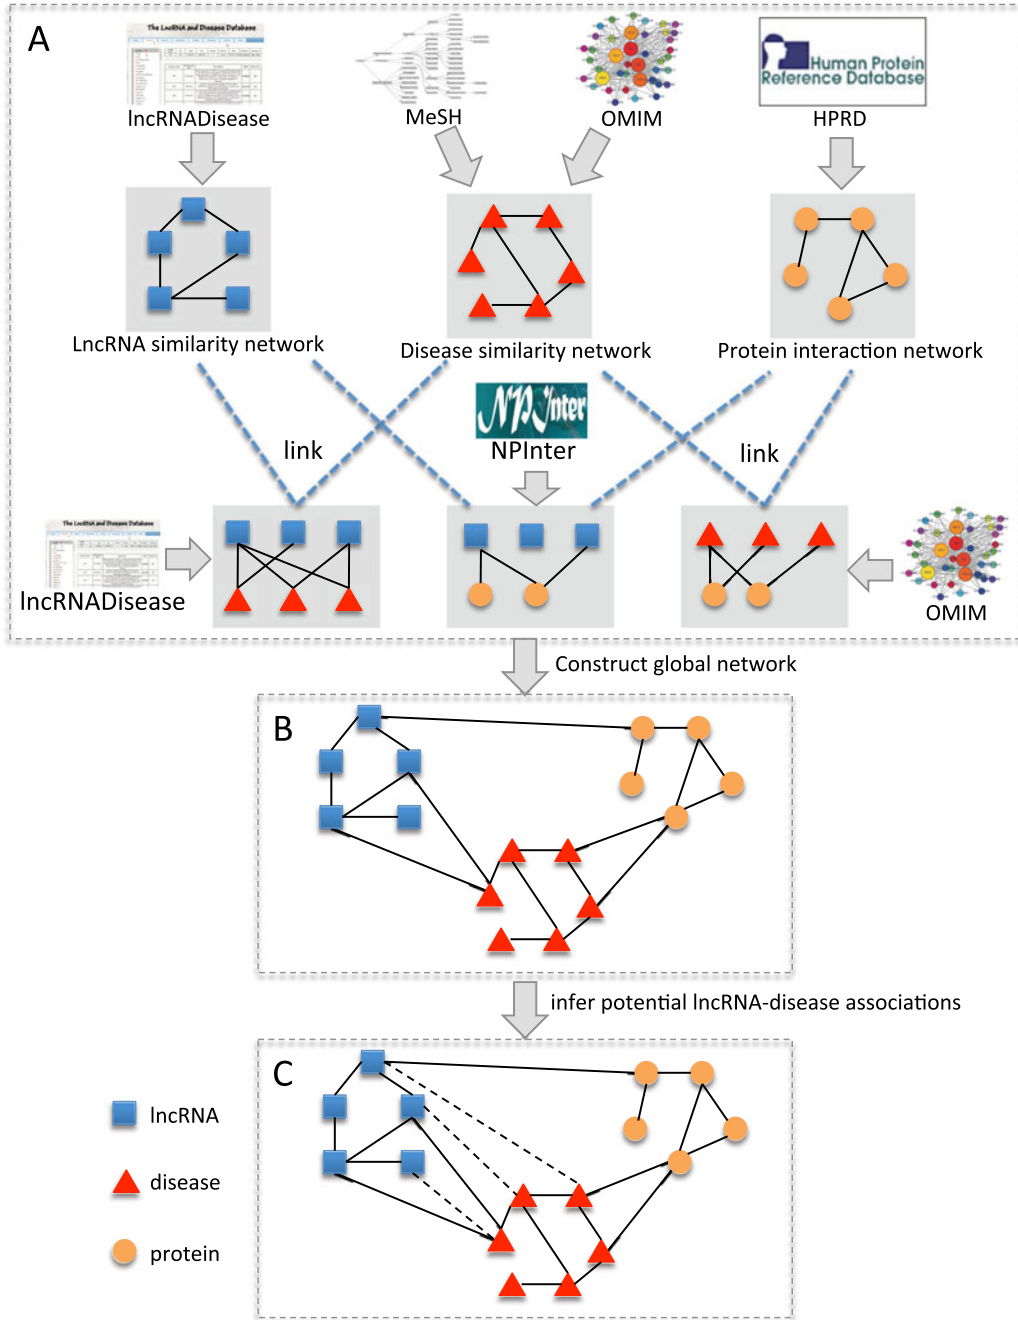 A
The LncRNA and Disease Database
lncRNADisease
MeSH
OMIM
Human Protein
Reference Database
HPRD
LncRNA similarity network
Disease similarity network
Protein interaction network
link
NPInter
NPInter
link
The LncRNA and Disease Database
lncRNADisease
OMIM
Construct global network
B
infer potential lncRNA-disease associations
C
lncRNA
disease
protein